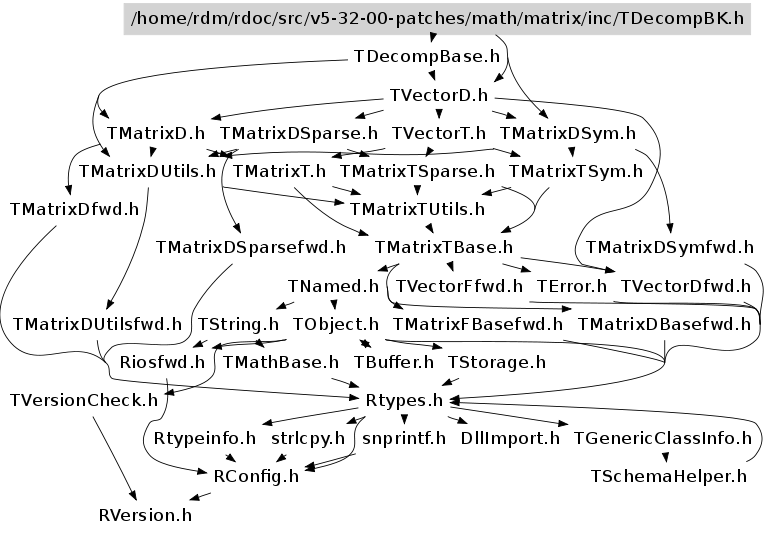 /home/rdm/rdoc/src/v5-32-00-patches/math/matrix/inc/TDecompBK.h
TDecompBase.h
TVectorD.h
TMatrixD.h TMatrixDSparse.h TVectorT.h TMatrixDSym.h
TMatrixDUtils.h TMatrixT.h TMatrixTSparse.h TMatrixTSym.h
TMatrixDfwd.h TMatrixTUtils.h
TMatrixDSparsefwd.h TMatrixTBase.h TMatrixDSymfwd.h
TNamed.h TVectorFfwd.h TError.h TVectorDfwd.h
TMatrixDUtilsfwd.h TString.h TObject.h TMatrixFBasefwd.h TMatrixDBasefwd.h
Riosfwd.h TMathBase.h TBuffer.h TStorage.h
TVersionCheck.h Rtypes.h
Rtypeinfo.h strlcpy.h snprintf.h DllImport.h TGenericClassInfo.h
RConfig.h TSchemaHelper.h
RVersion.h